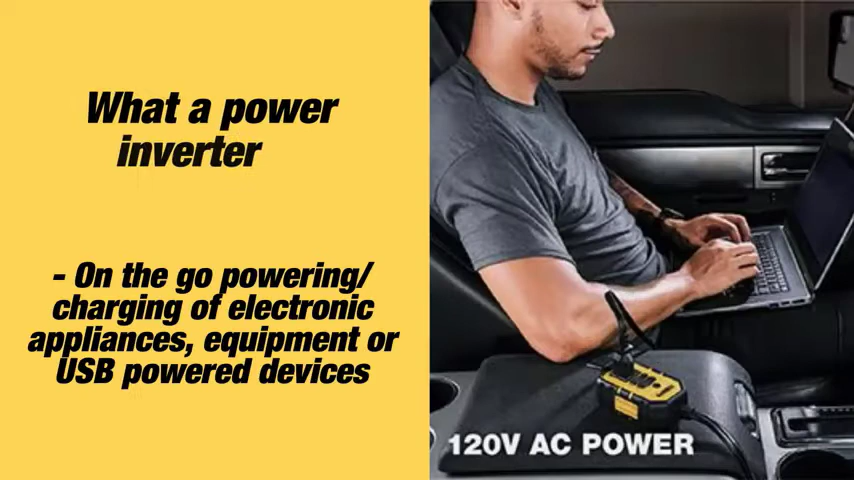 What a power
inverter
- On the go powering/
charging of electronic
appliances, equipment or
USB powered devices
120V AC POWER